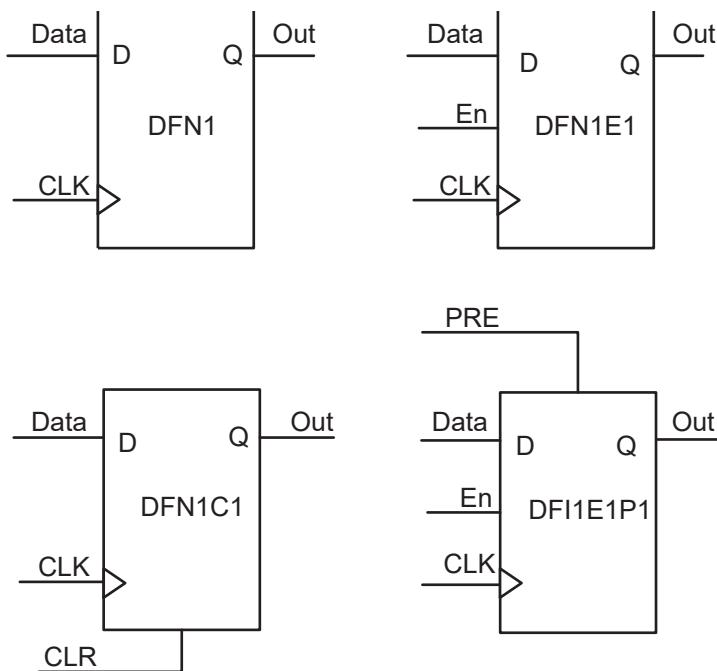 Data D Q Out
DFN1
CLK
Data D Q Out
En DFN1E1
CLK
Data D Q Out
DFN1C1
CLK
CLR
PRE
Data D Q Out
En DFI1E1P1
CLK